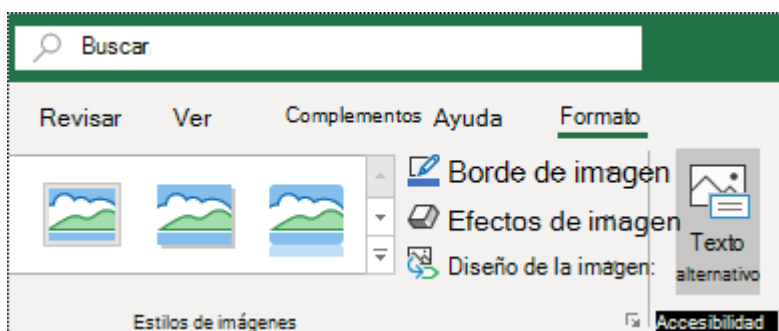 Buscar
Revisar Ver Complementos Ayuda Formato
Borde de imagen
Efectos de imagen
Diseño de la imagen:
Texto
alternativo
Estilos de imágenes
Accesibilidad